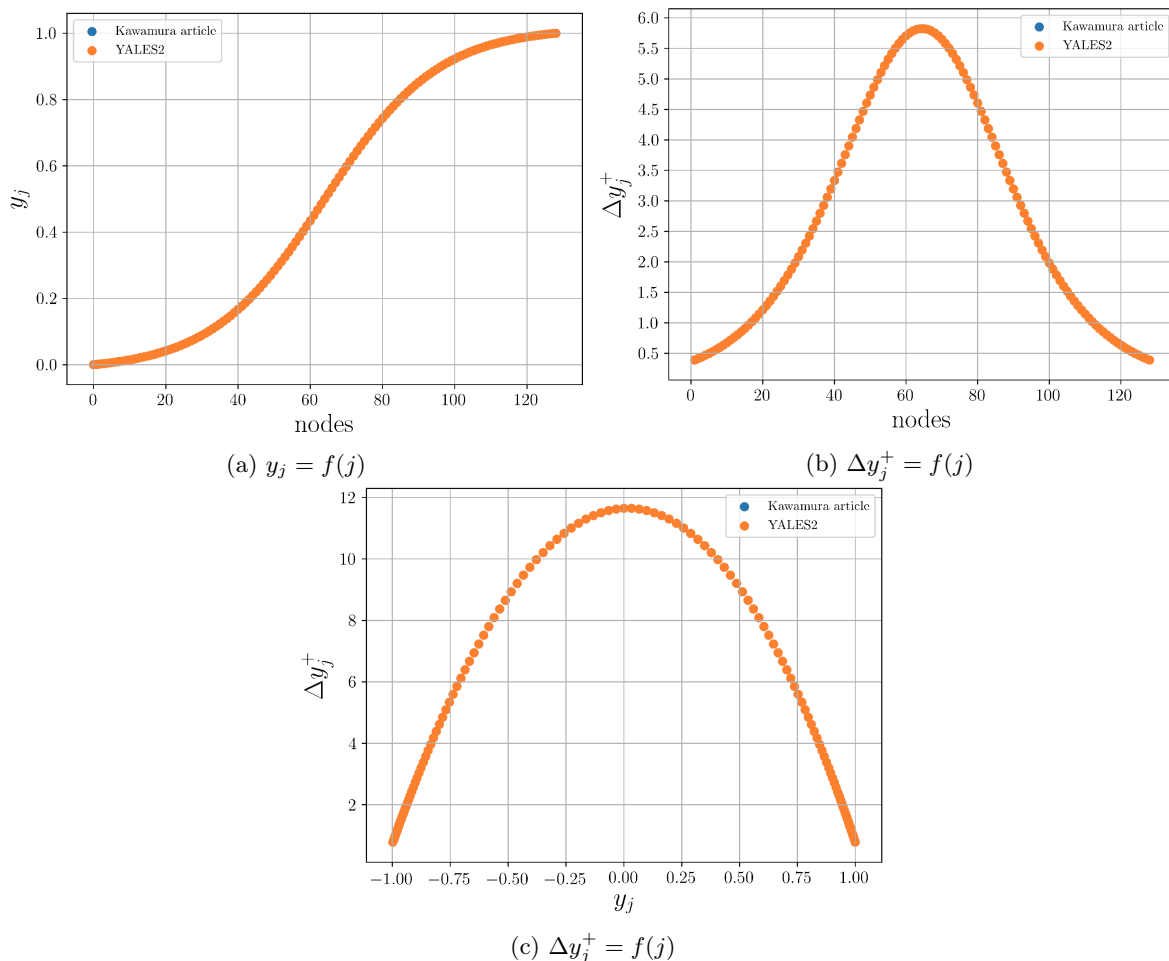 1.0
0.8
0.6
0.4
0.2
0.0
y_j
Kawamura article
YALES2
0 20 40 60 80 100 120
nodes
(a) y_j = f(j)
6.0
5.5
5.0
4.5
4.0
3.5
3.0
2.5
2.0
1.5
1.0
0.5
Δy_j^+
Kawamura article
YALES2
0 20 40 60 80 100 120
nodes
(b) Δy_j^+ = f(j)
12
10
8
6
4
2
Δy_j^+
Kawamura article
YALES2
−1.00 −0.75 −0.50 −0.25 0.00 0.25 0.50 0.75 1.00
y_j
(c) Δy_j^+ = f(j)